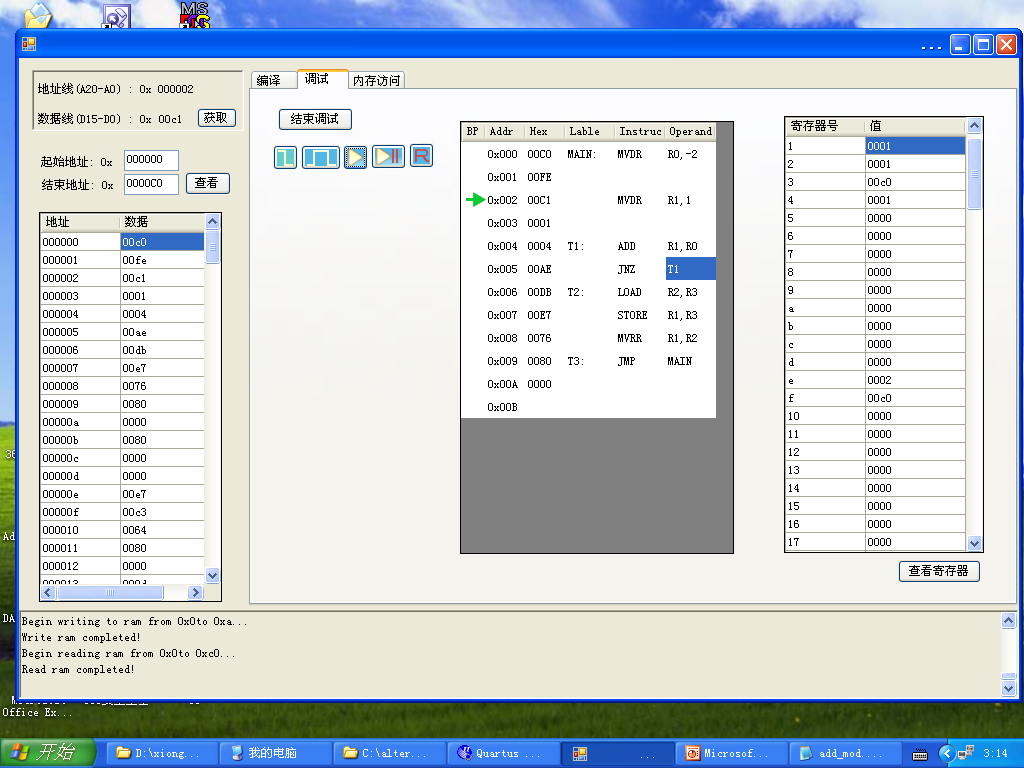 MS
...
地址线(A20-A0) : 0x 000002
数据线(D15-D0) : 0x 00c1 获取
起始地址: 0x 000000
结束地址: 0x 0000C0 查看
地址 数据
000000 00c0
000001 00fe
000002 00c1
000003 0001
000004 0004
000005 00ae
000006 00db
000007 00e7
000008 0076
000009 0080
00000a 0000
00000b 0080
00000c 0000
00000d 0000
00000e 00e7
00000f 00c3
000010 0064
000011 0080
000012 0000
编译 调试 内存访问
结束调试
R
BP Addr Hex Lable Instruc Operand
0x000 00C0 MAIN: MVDR R0,-2
0x001 00FE
0x002 00C1 MVDR R1,1
0x003 0001
0x004 0004 T1: ADD R1,R0
0x005 00AE JNZ T1
0x006 00DB T2: LOAD R2,R3
0x007 00E7 STORE R1,R3
0x008 0076 MVRR R1,R2
0x009 0080 T3: JMP MAIN
0x00A 0000
0x00B
寄存器号 值
1 0001
2 0001
3 00c0
4 0001
5 0000
6 0000
7 0000
8 0000
9 0000
a 0000
b 0000
c 0000
d 0000
e 0002
f 00c0
10 0000
11 0000
12 0000
13 0000
14 0000
15 0000
16 0000
17 0000
查看寄存器
Begin writing to ram from 0x0to 0xa...
Write ram completed!
Begin reading ram from 0x0to 0xc0...
Read ram completed!
Office Ex...
开始 D:\xiong... 我的电脑 C:\alter... Quartus ... ... Microsof... add_mod.... 3:14